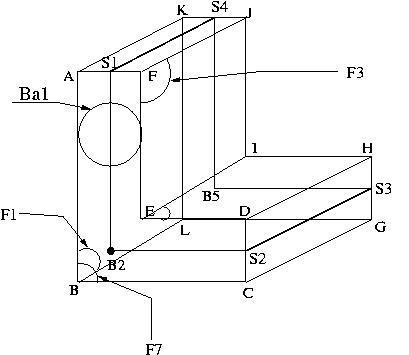 K S4 J
S1
A F F3
Ba1
I H
B5 S3
E D
F1 L G
B2 S2
B C
F7